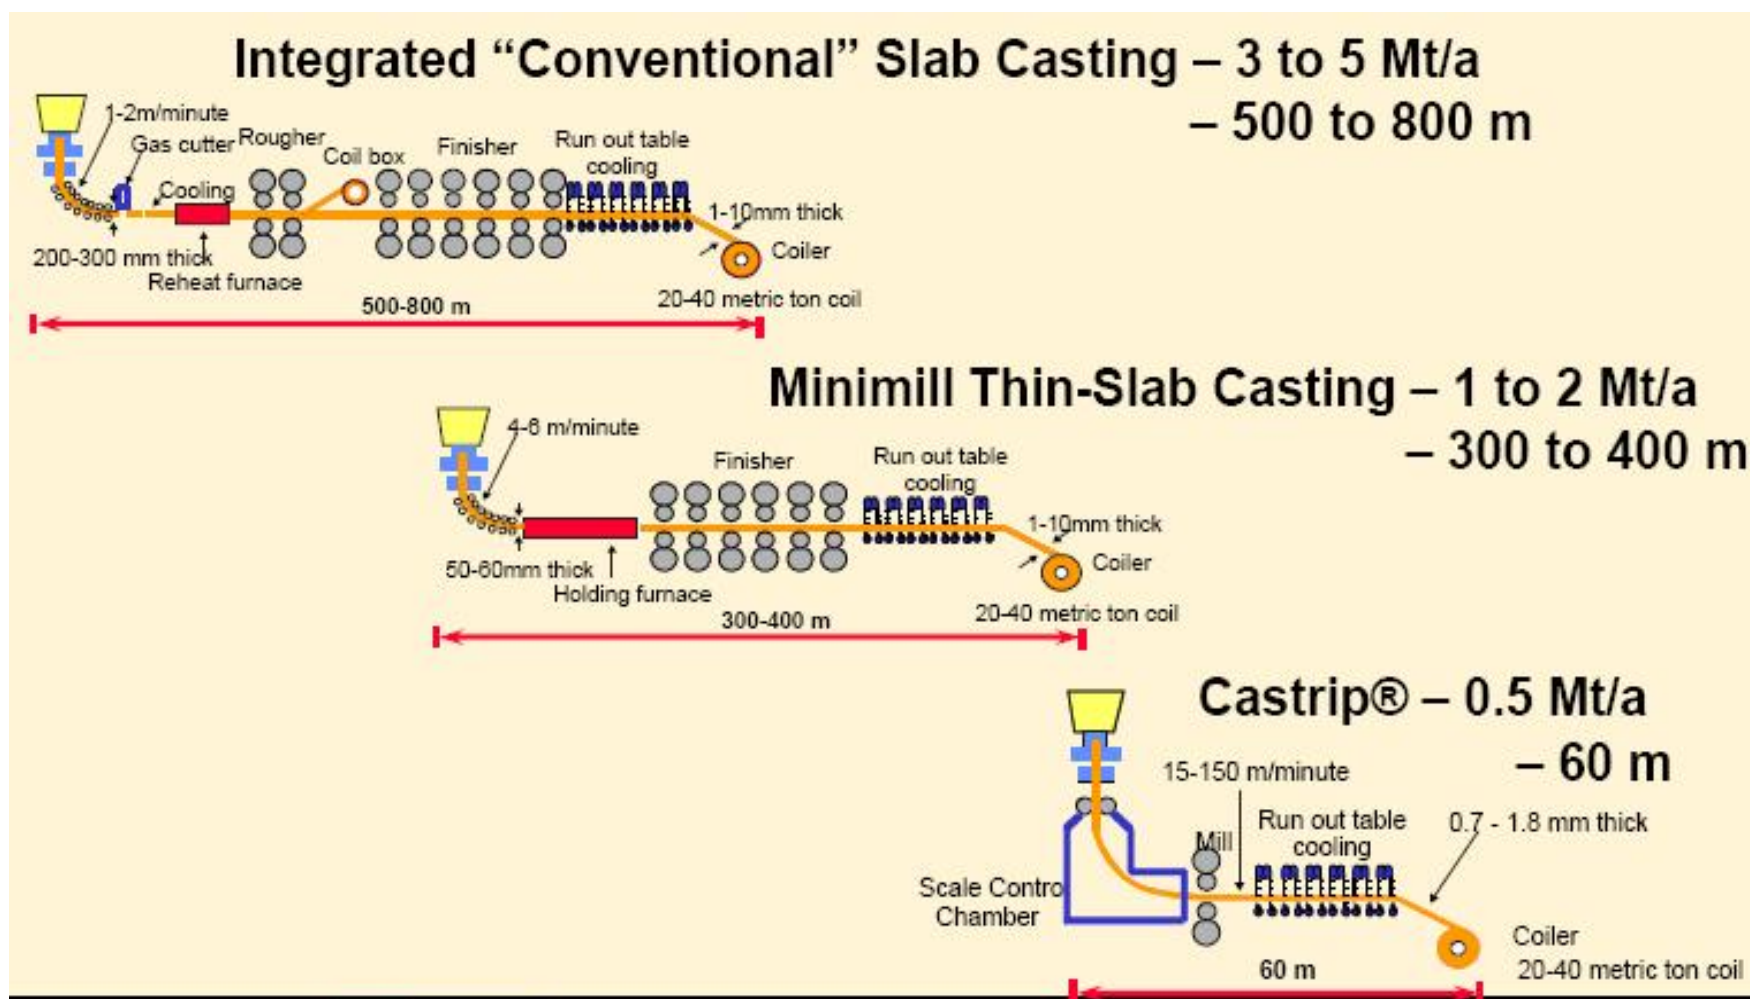 Integrated “Conventional” Slab Casting – 3 to 5 Mt/a
– 500 to 800 m
1-2m/minute
Gas cutter
Rougher
Coil box
Finisher
Run out table
cooling
Cooling
1-10mm thick
200-300 mm thick
Coiler
Reheat furnace
500-800 m
20-40 metric ton coil
Minimill Thin-Slab Casting – 1 to 2 Mt/a
– 300 to 400 m
4-6 m/minute
Finisher
Run out table
cooling
1-10mm thick
50-60mm thick
Coiler
Holding furnace
300-400 m
20-40 metric ton coil
Castrip® – 0.5 Mt/a
– 60 m
15-150 m/minute
Run out table
cooling
0.7 - 1.8 mm thick
Mill
Scale Contro
Chamber
Coiler
60 m
20-40 metric ton coil